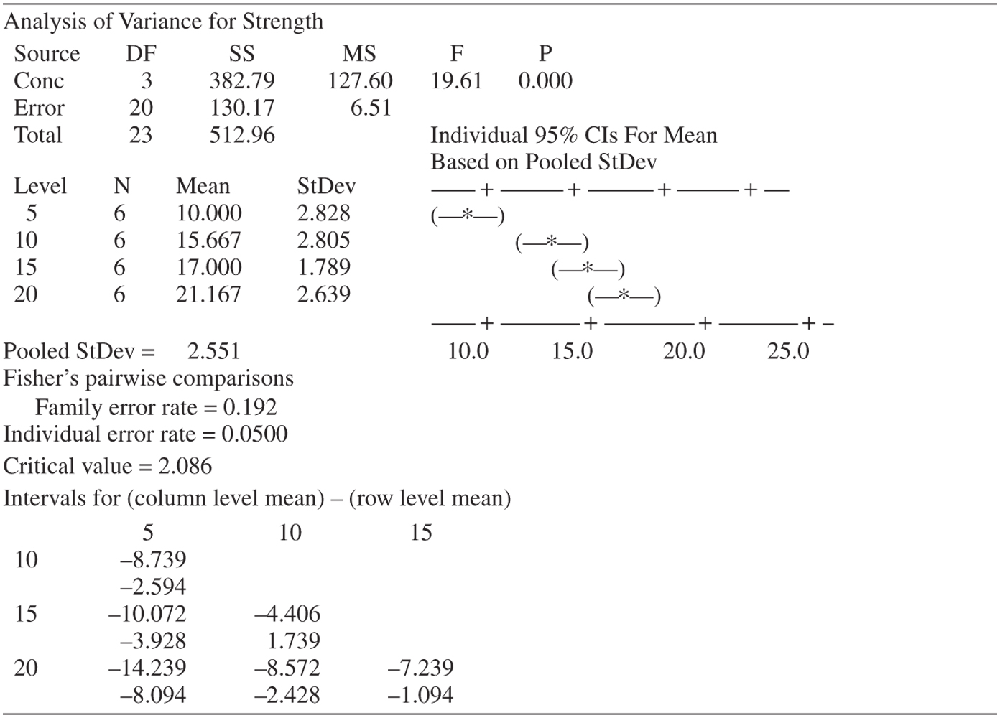 Analysis of Variance for Strength
Source DF SS MS F P
Conc 3 382.79 127.60 19.61 0.000
Error 20 130.17 6.51
Total 23 512.96 Individual 95% CIs For Mean
Based on Pooled StDev
Level N Mean StDev ——+———+———+———+—
5 6 10.000 2.828 (—*—)
10 6 15.667 2.805 (—*—)
15 6 17.000 1.789 (—*—)
20 6 21.167 2.639 (—*—)
——+————+————+————+–
Pooled StDev = 2.551 10.0 15.0 20.0 25.0
Fisher’s pairwise comparisons
Family error rate = 0.192
Individual error rate = 0.0500
Critical value = 2.086
Intervals for (column level mean) – (row level mean)
5 10 15
10 –8.739
–2.594
15 –10.072 –4.406
–3.928 1.739
20 –14.239 –8.572 –7.239
–8.094 –2.428 –1.094